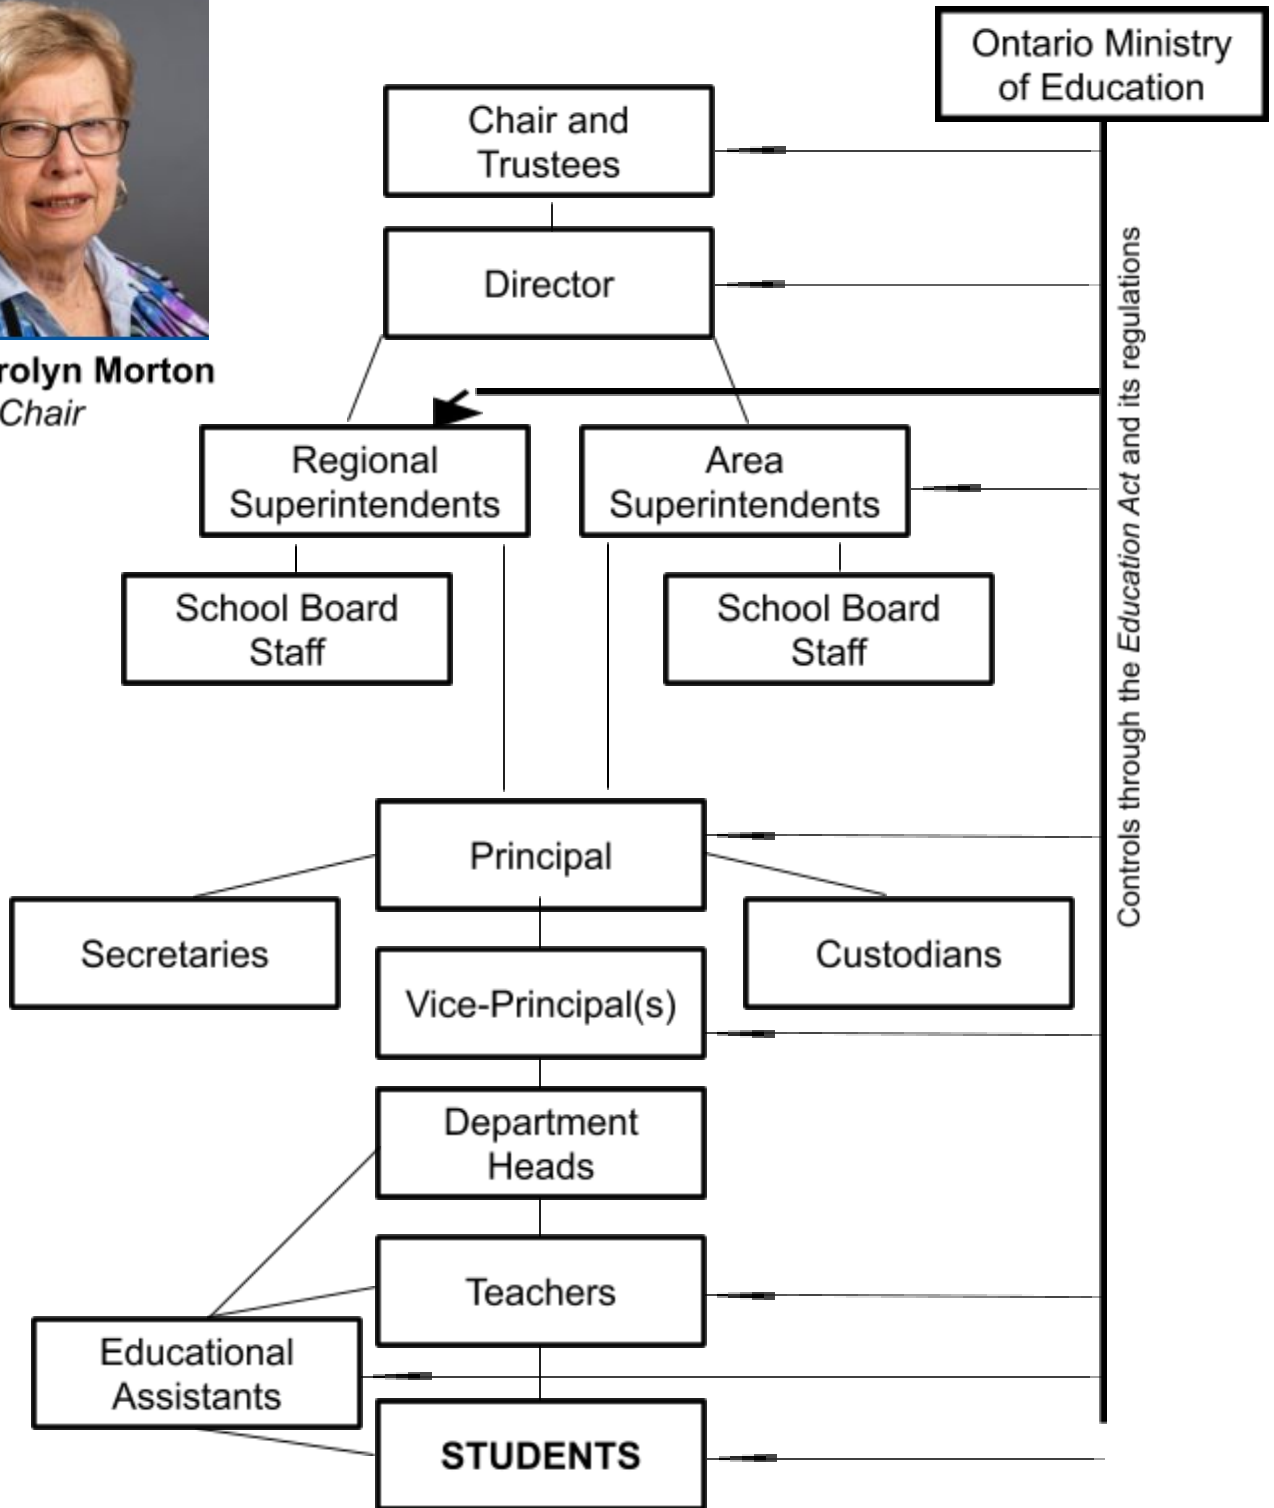 Ontario Ministry
of Education
Chair and
Trustees
Director
rolyn Morton
Chair
Regional
Superintendents
Area
Superintendents
School Board
Staff
School Board
Staff
Controls through the Education Act and its regulations
Principal
Secretaries
Custodians
Vice-Principal(s)
Department
Heads
Teachers
Educational
Assistants
STUDENTS